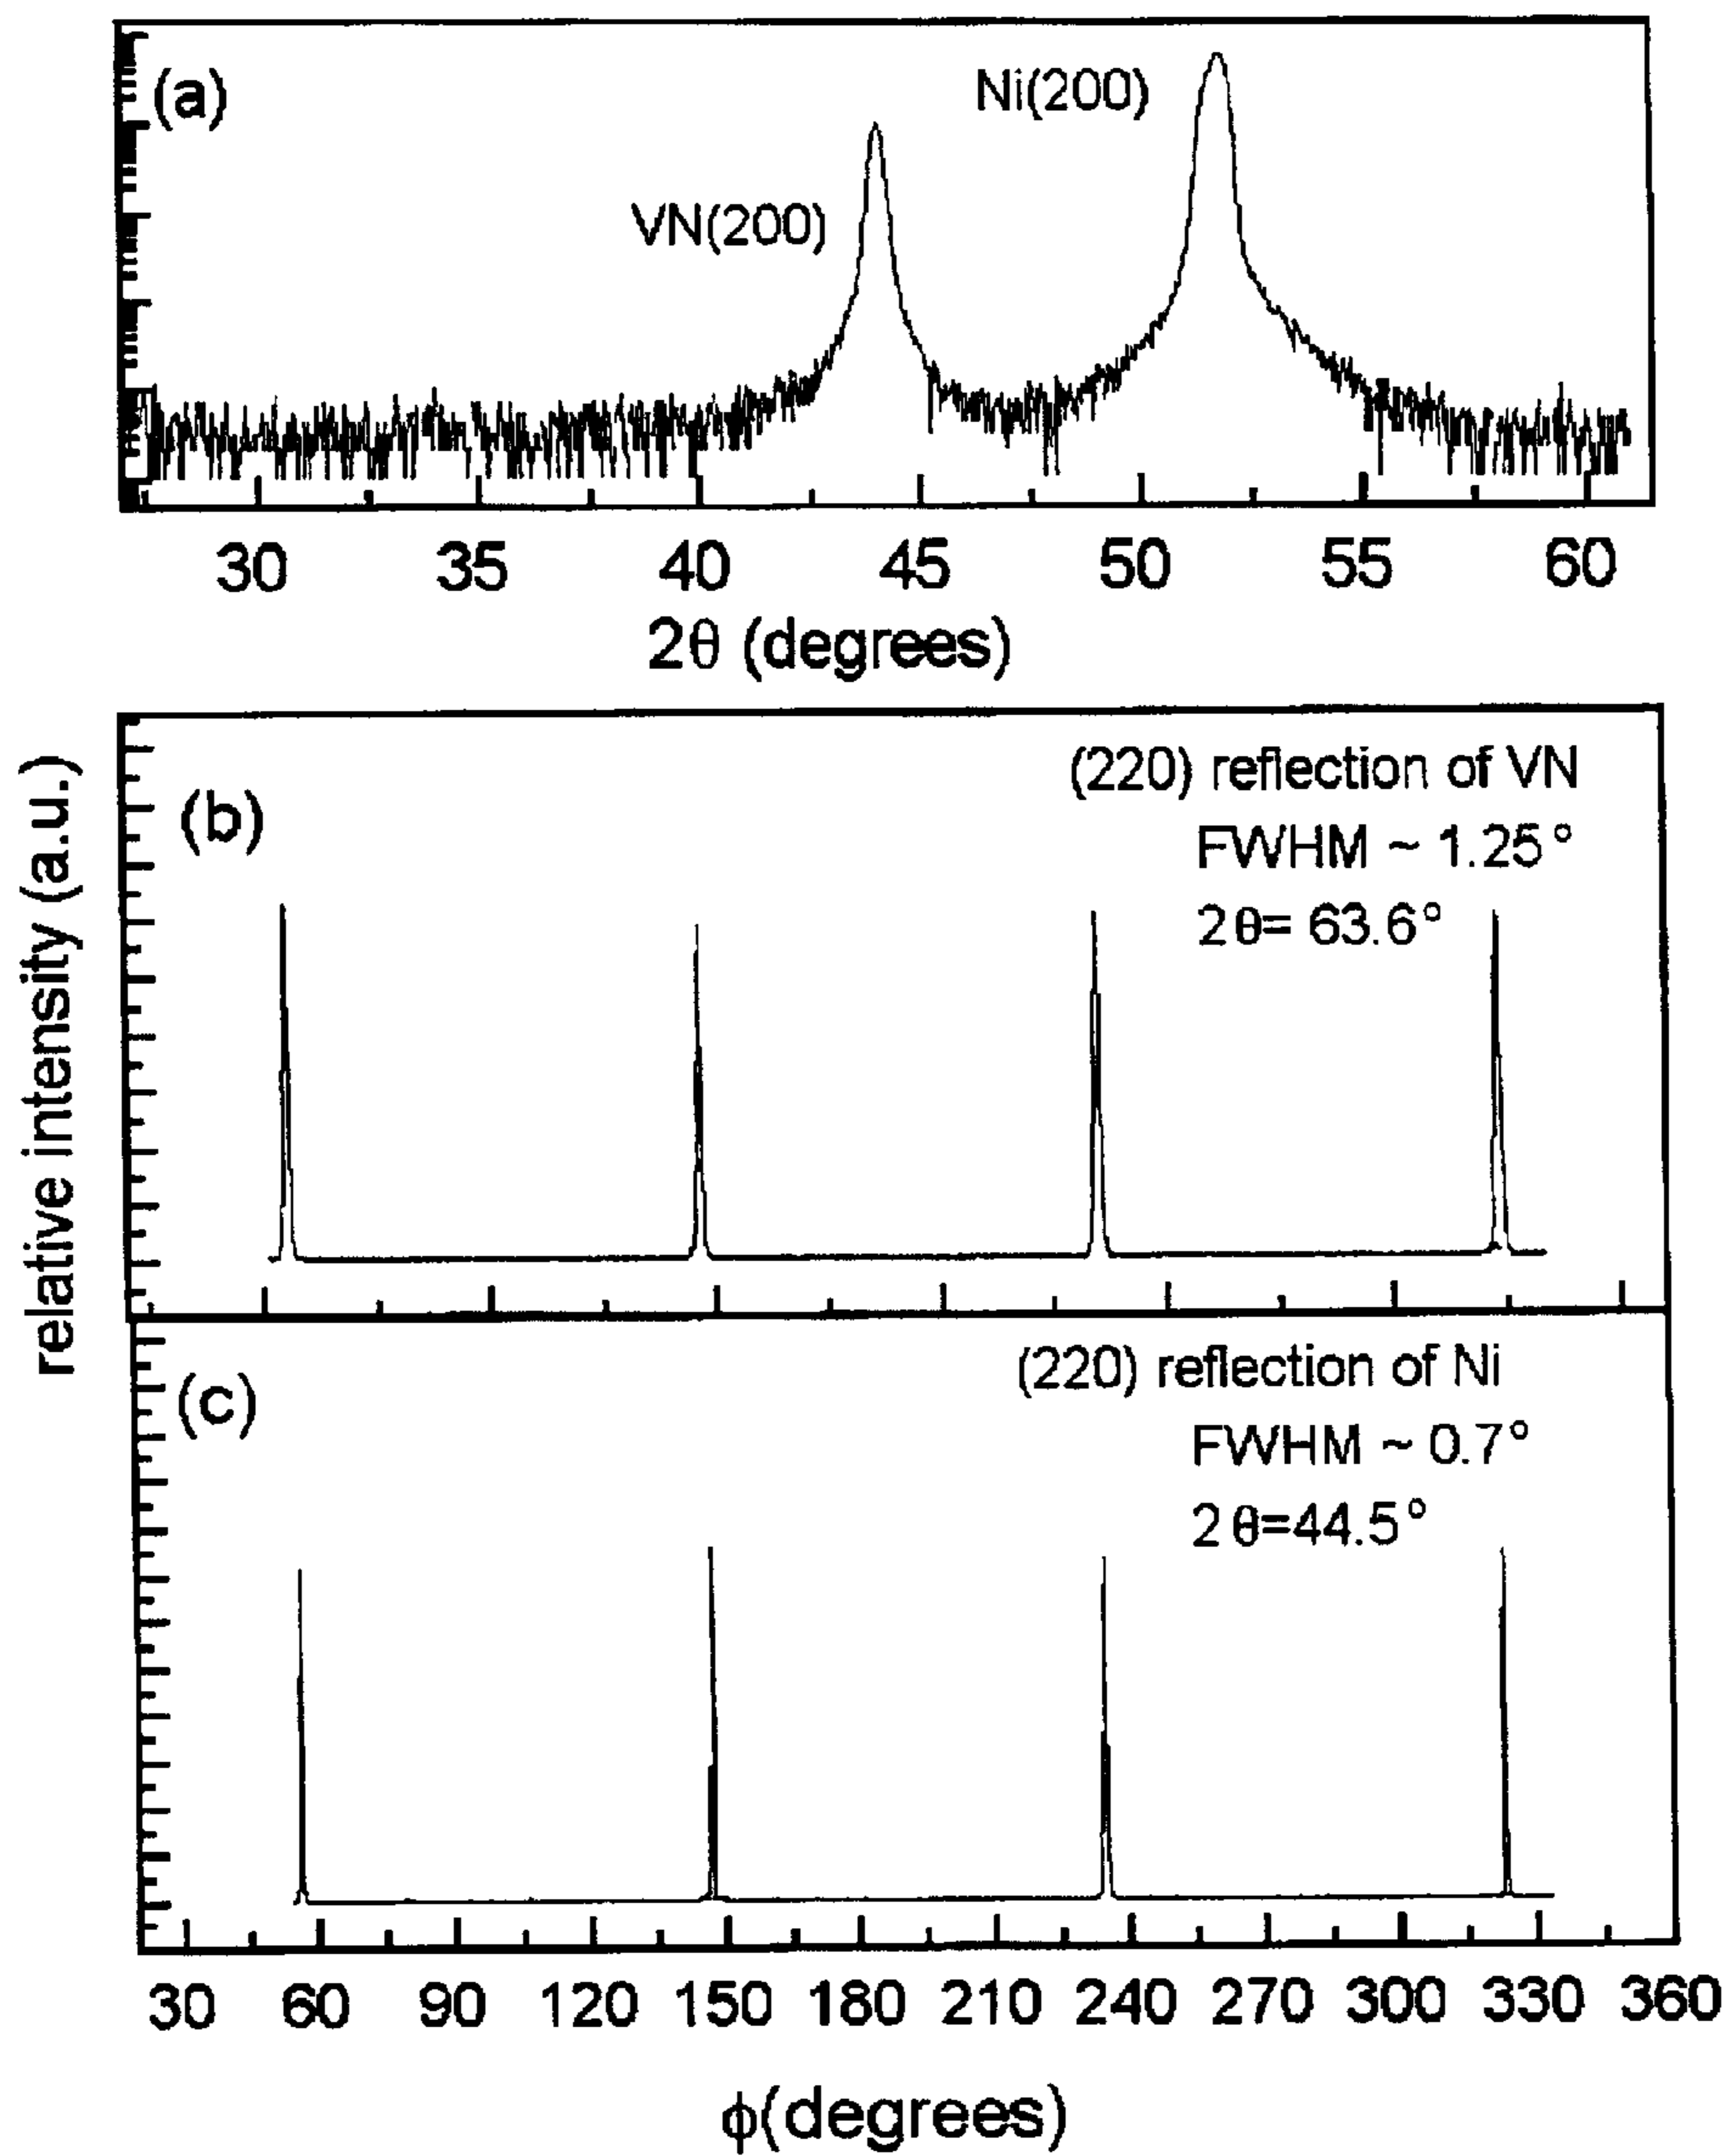 (a)
Ni(200)
VN(200)
30 35 40 45 50 55 60
2θ (degrees)
relative intensity (a.u.)
(b)
(220) reflection of VN
FWHM ~ 1.25°
2θ= 63.6°
(c)
(220) reflection of Ni
FWHM ~ 0.7°
2θ=44.5°
30 60 90 120 150 180 210 240 270 300 330 360
ϕ(degrees)